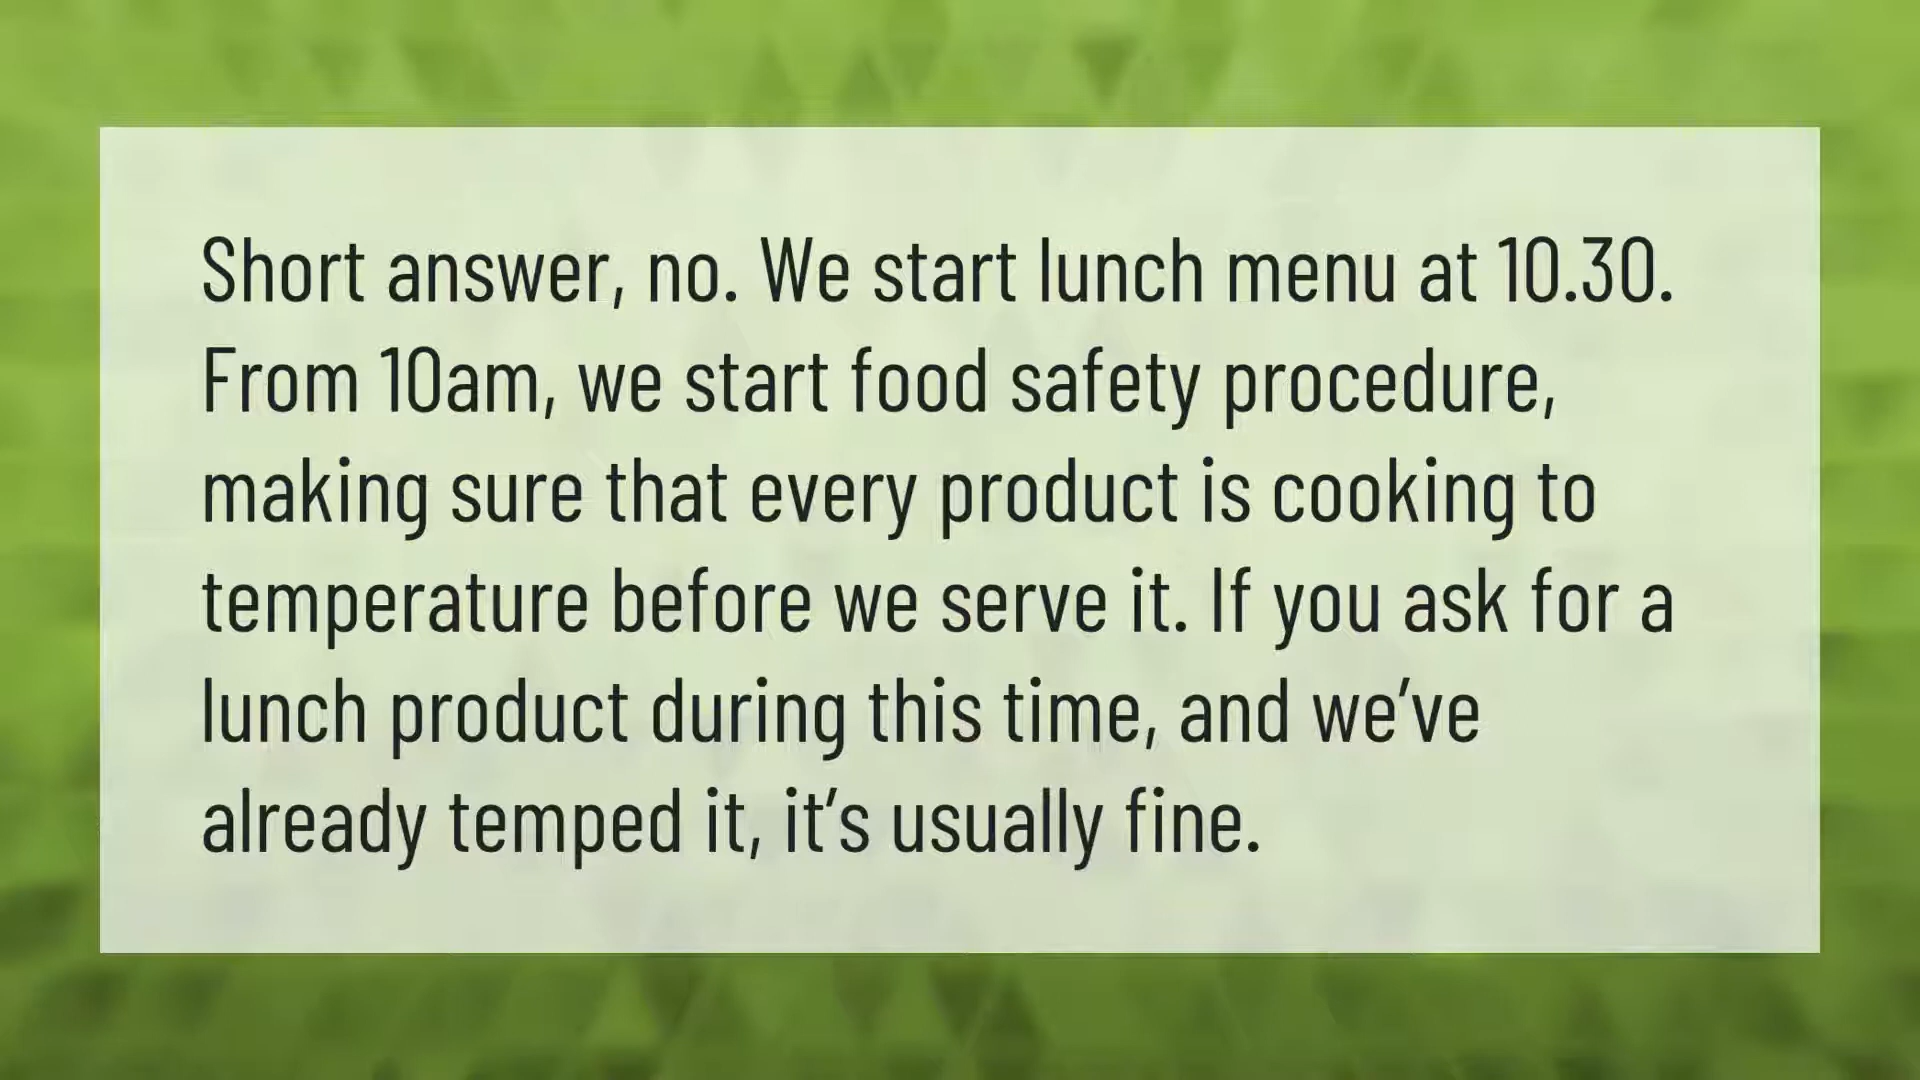 Short answer, no. We start lunch menu at 10.30.
From 10am, we start food safety procedure,
making sure that every product is cooking to
temperature before we serve it. If you ask for a
lunch product during this time, and we’ve
already temped it, it’s usually fine.